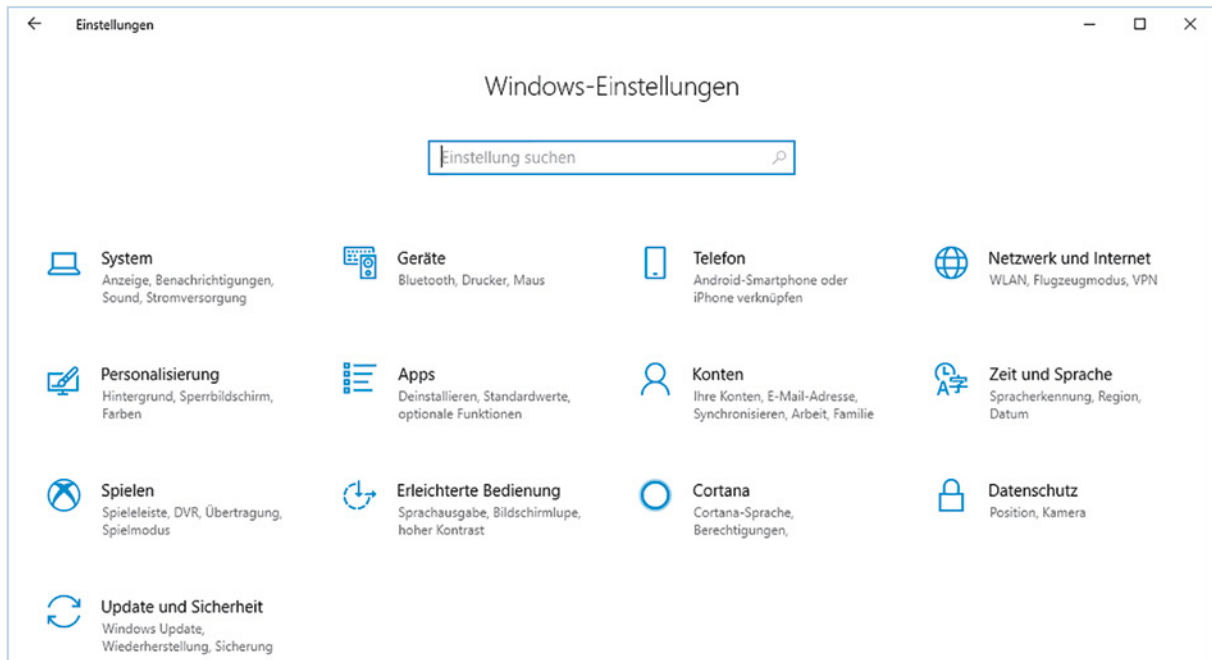 Einstellungen
Windows-Einstellungen
Einstellung suchen
System
Anzeige, Benachrichtigungen,
Sound, Stromversorgung
Geräte
Bluetooth, Drucker, Maus
Telefon
Android-Smartphone oder
iPhone verknüpfen
Netzwerk und Internet
WLAN, Flugzeugmodus, VPN
Personalisierung
Hintergrund, Sperrbildschirm,
Farben
Apps
Deinstallieren, Standardwerte,
optionale Funktionen
Konten
Ihre Konten, E-Mail-Adresse,
Synchronisieren, Arbeit, Familie
Zeit und Sprache
Spracherkennung, Region,
Datum
Spielen
Spieleleiste, DVR, Übertragung,
Spielmodus
Erleichterte Bedienung
Sprachausgabe, Bildschirmlupe,
hoher Kontrast
Cortana
Cortana-Sprache,
Berechtigungen,
Datenschutz
Position, Kamera
Update und Sicherheit
Windows Update,
Wiederherstellung, Sicherung